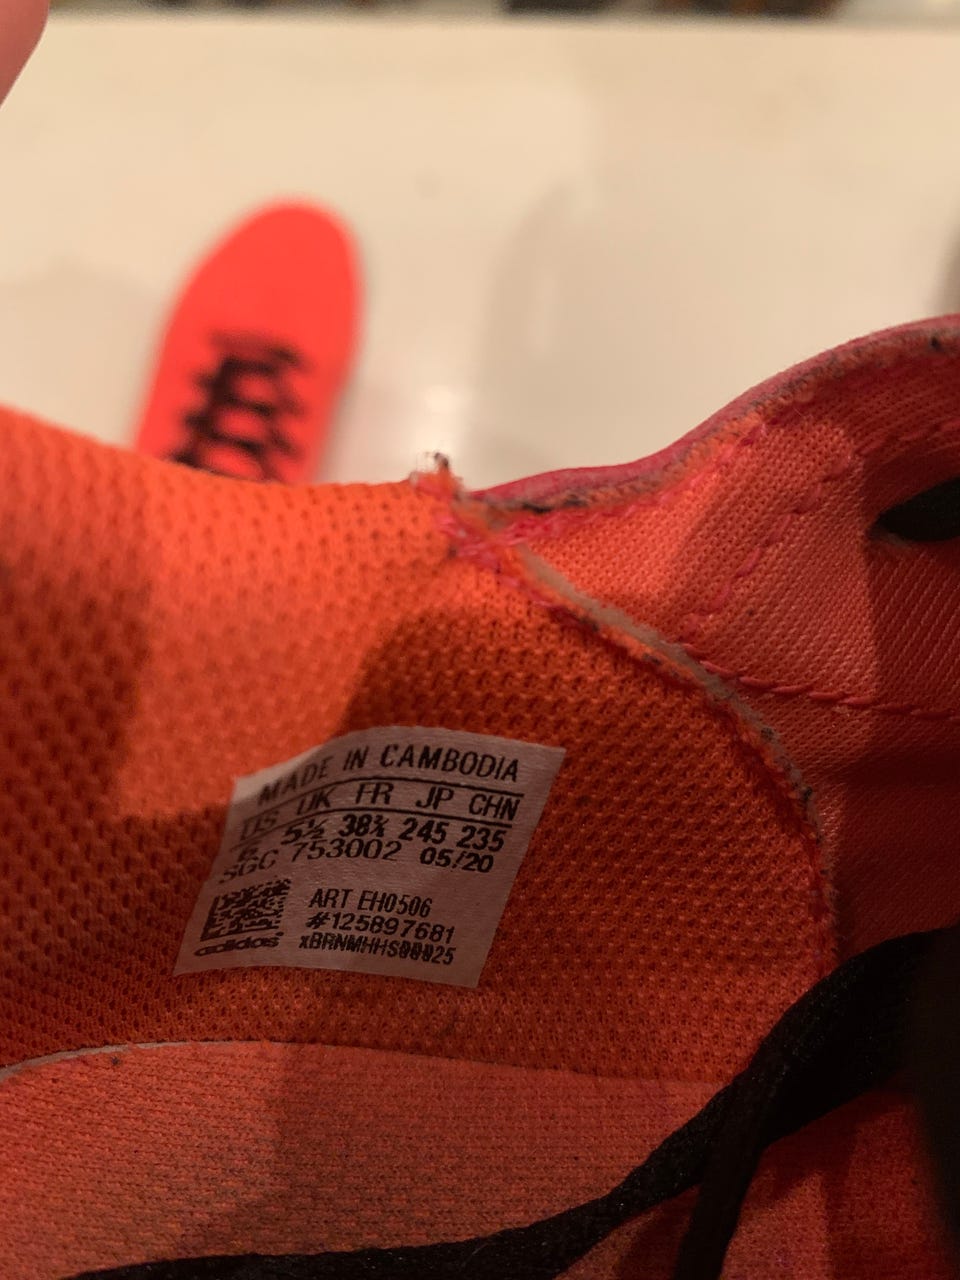 MADE IN CAMBODIA
US UK FR JP CHN
6 5½ 38⅔ 245 235
SGC 753002 05/20
ART EH0506
#125897681
adidas